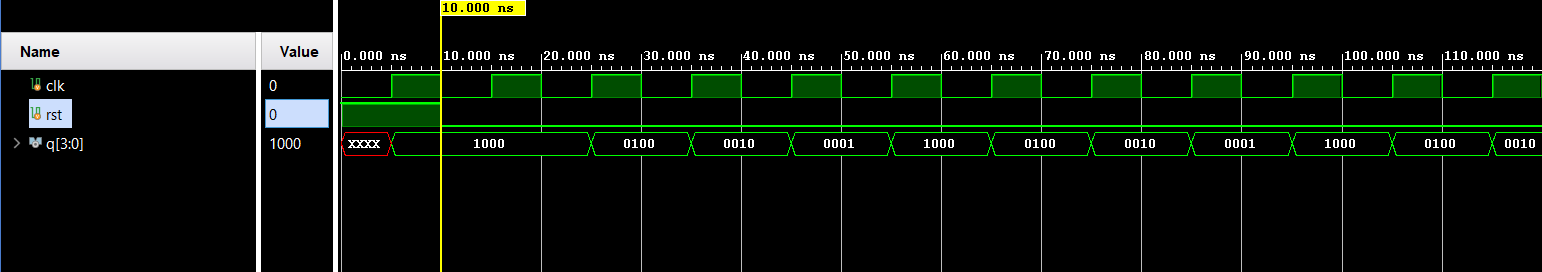 10.000 ns
Name Value
0.000 ns 10.000 ns 20.000 ns 30.000 ns 40.000 ns 50.000 ns 60.000 ns 70.000 ns 80.000 ns 90.000 ns 100.000 ns 110.000 ns
clk 0
rst 0
q[3:0] 1000 XXXX 1000 0100 0010 0001 1000 0100 0010 0001 1000 0100 0010